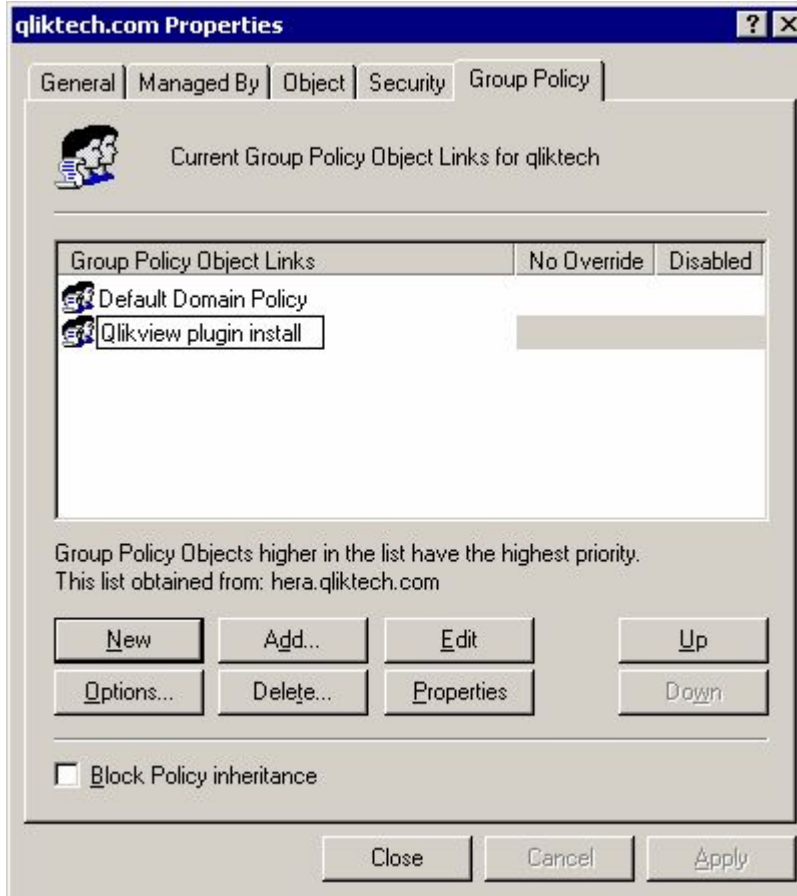 qliktech.com Properties
General Managed By Object Security Group Policy
Current Group Policy Object Links for qliktech
Group Policy Object Links No Override Disabled
Default Domain Policy
Qlikview plugin install
Group Policy Objects higher in the list have the highest priority.
This list obtained from: hera.qliktech.com
New Add... Edit Up
Options... Delete... Properties Down
Block Policy inheritance
Close Cancel Apply